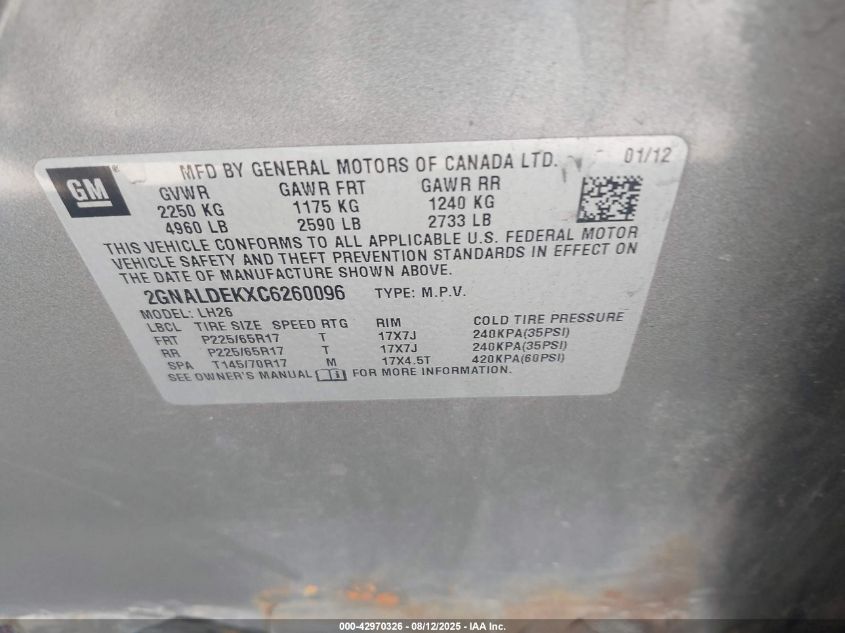 GM
MFD BY GENERAL MOTORS OF CANADA LTD. 01/12
GVWR GAWR FRT GAWR RR
2250 KG 1175 KG 1240 KG
4960 LB 2590 LB 2733 LB
THIS VEHICLE CONFORMS TO ALL APPLICABLE U.S. FEDERAL MOTOR
VEHICLE SAFETY AND THEFT PREVENTION STANDARDS IN EFFECT ON
THE DATE OF MANUFACTURE SHOWN ABOVE.
2GNALDEKXC6260096 TYPE: M.P.V.
MODEL: LH26
LBCL TIRE SIZE SPEED RTG RIM COLD TIRE PRESSURE
FRT P225/65R17 T 17X7J 240KPA(35PSI)
RR P225/65R17 T 17X7J 240KPA(35PSI)
SPA T145/70R17 M 17X4.5T 420KPA(60PSI)
SEE OWNER'S MANUAL FOR MORE INFORMATION.
000-42970326 - 08/12/2025 - IAA Inc.